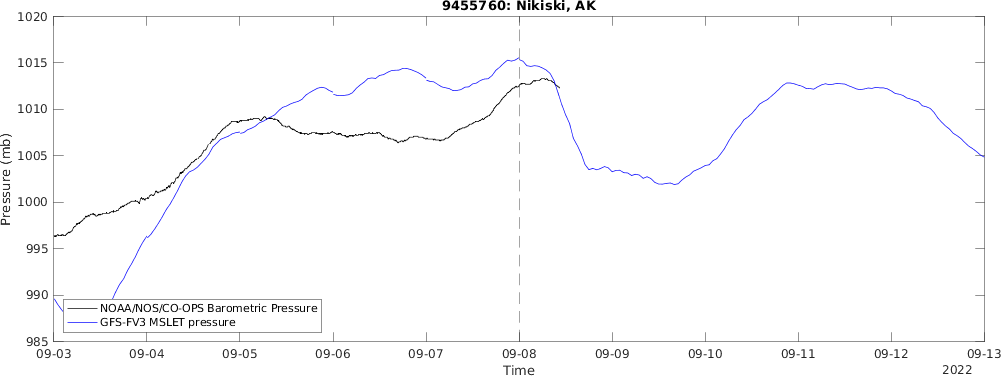 9455760: Nikiski, AK
1020
1015
1010
1005
1000
995
990
985
Pressure (mb)
NOAA/NOS/CO-OPS Barometric Pressure
GFS-FV3 MSLET pressure
09-03 09-04 09-05 09-06 09-07 09-08 09-09 09-10 09-11 09-12 09-13
Time
2022